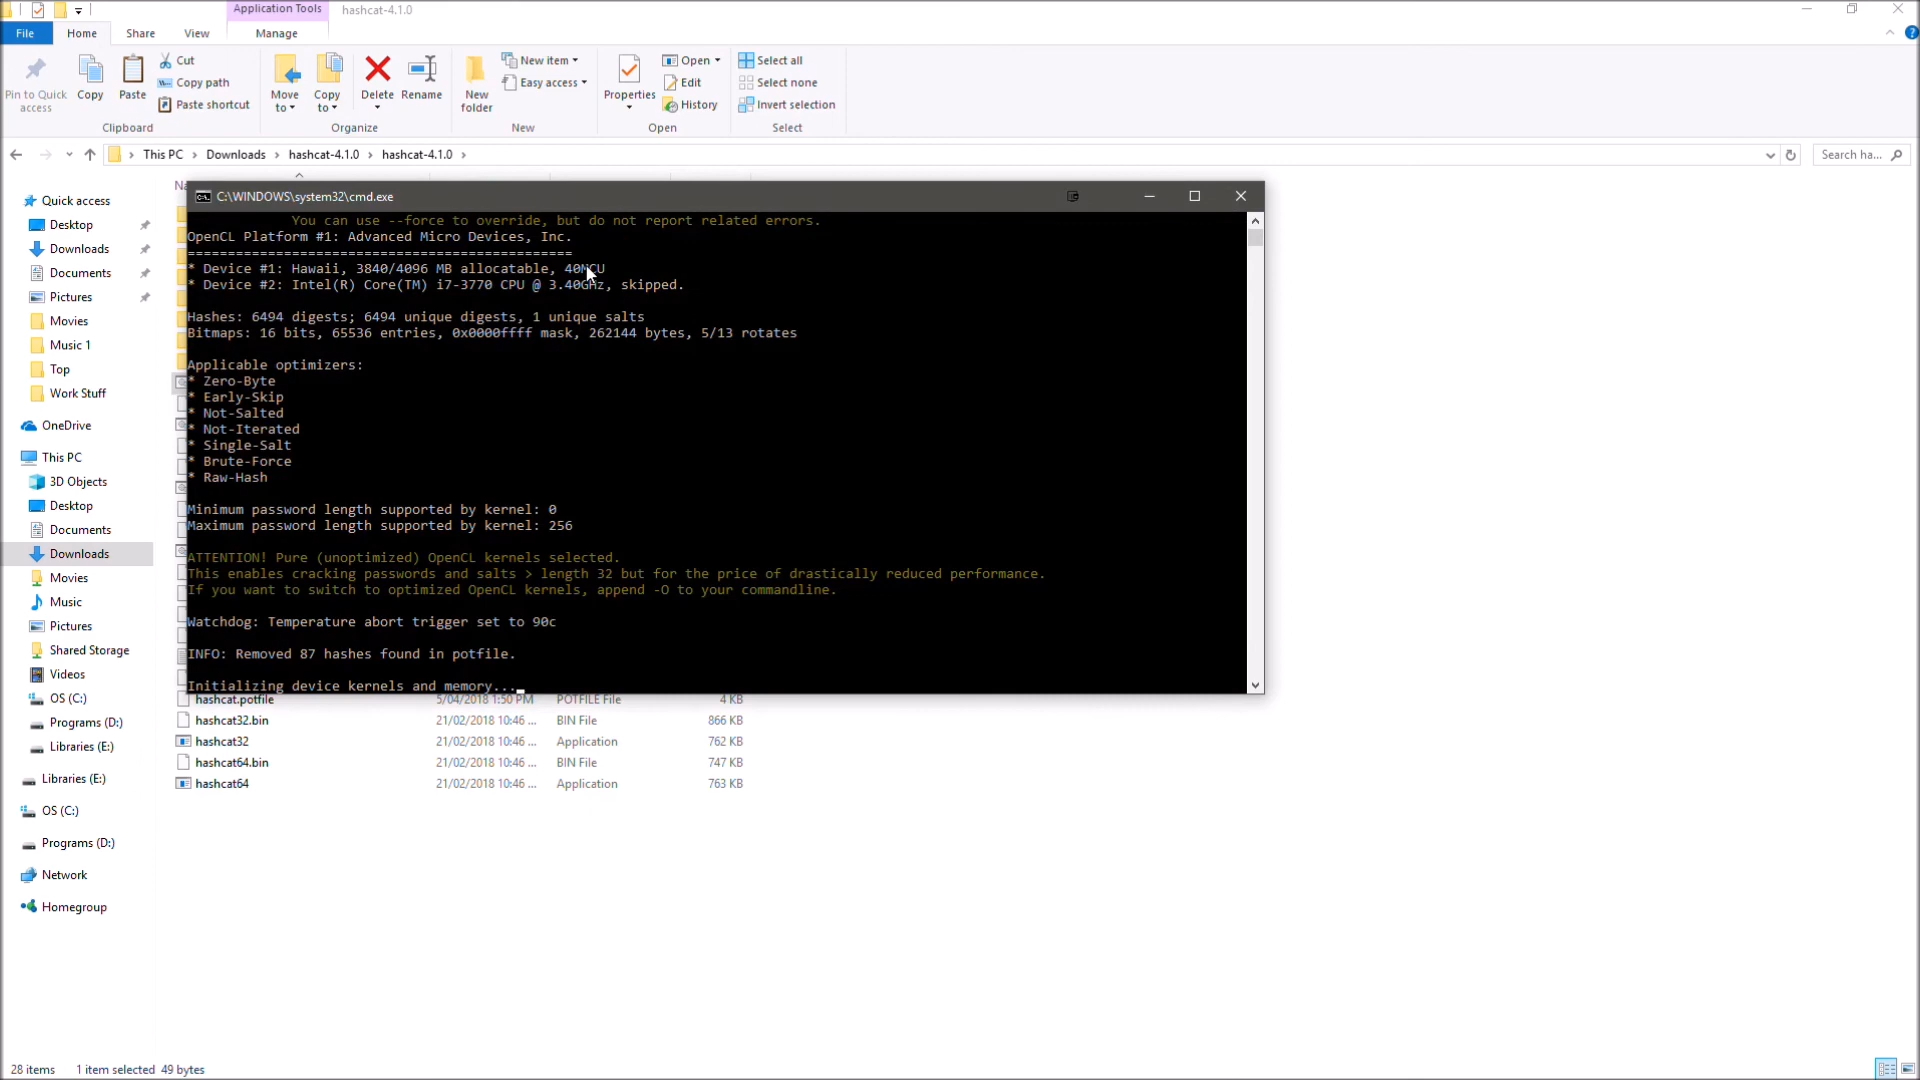 Application Tools
hashcat-4.1.0
File
Home
Share
View
Manage
Pin to Quick
access
Copy
Paste
Cut
Copy path
Paste shortcut
Clipboard
Move
to
Copy
to
Delete
Rename
Organize
New
folder
New item
Easy access
New
Properties
Open
Edit
History
Open
Select all
Select none
Invert selection
Select
This PC > Downloads > hashcat-4.1.0 > hashcat-4.1.0 >
Search ha...
Quick access
Desktop
Downloads
Documents
Pictures
Movies
Music 1
Top
Work Stuff
OneDrive
This PC
3D Objects
Desktop
Documents
Downloads
Movies
Music
Pictures
Shared Storage
Videos
OS (C:)
Programs (D:)
Libraries (E:)
Libraries (E:)
OS (C:)
Programs (D:)
Network
Homegroup
C:\WINDOWS\system32\cmd.exe
You can use --force to override, but do not report related errors.
OpenCL Platform #1: Advanced Micro Devices, Inc.
================================================
* Device #1: Hawaii, 3840/4096 MB allocatable, 40MCU
* Device #2: Intel(R) Core(TM) i7-3770 CPU @ 3.40GHz, skipped.
Hashes: 6494 digests; 6494 unique digests, 1 unique salts
Bitmaps: 16 bits, 65536 entries, 0x0000ffff mask, 262144 bytes, 5/13 rotates
Applicable optimizers:
* Zero-Byte
* Early-Skip
* Not-Salted
* Not-Iterated
* Single-Salt
* Brute-Force
* Raw-Hash
Minimum password length supported by kernel: 0
Maximum password length supported by kernel: 256
ATTENTION! Pure (unoptimized) OpenCL kernels selected.
This enables cracking passwords and salts > length 32 but for the price of drastically reduced performance.
If you want to switch to optimized OpenCL kernels, append -O to your commandline.
Watchdog: Temperature abort trigger set to 90c
INFO: Removed 87 hashes found in potfile.
Initializing device kernels and memory..._
hashcat.potfile 5/04/2018 1:50 PM POTFILE File 4 KB
hashcat32.bin 21/02/2018 10:46 ... BIN File 866 KB
hashcat32 21/02/2018 10:46 ... Application 762 KB
hashcat64.bin 21/02/2018 10:46 ... BIN File 747 KB
hashcat64 21/02/2018 10:46 ... Application 763 KB
28 items 1 item selected 49 bytes